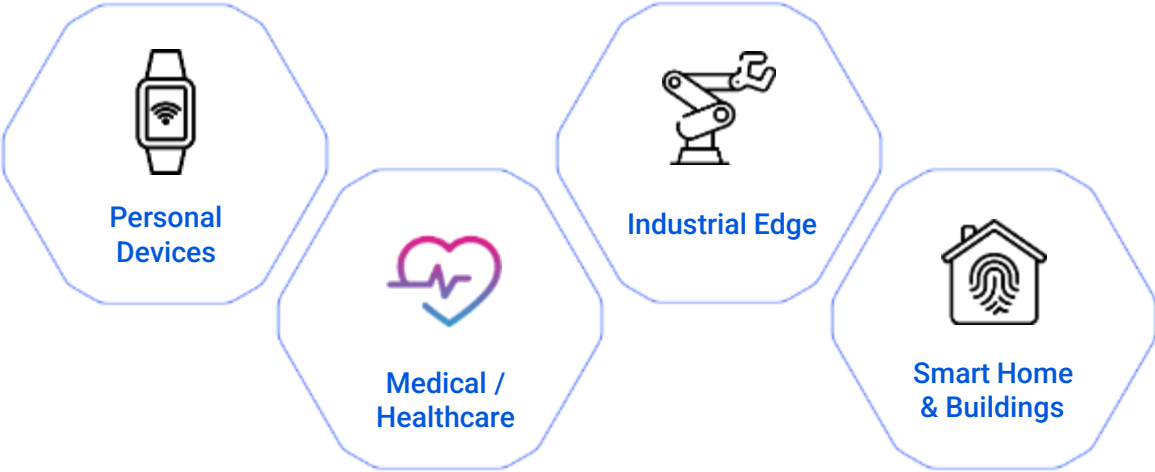 Personal
Devices
Medical /
Healthcare
Industrial Edge
Smart Home
& Buildings